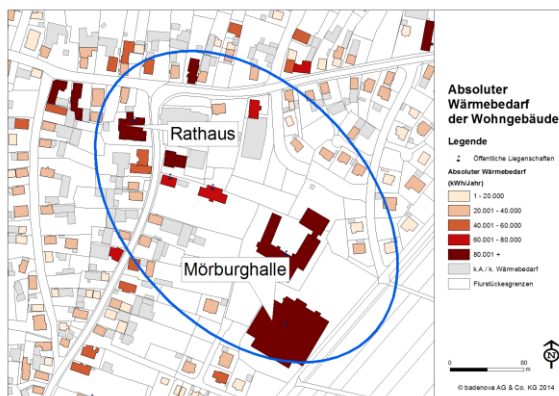 Rathaus
Mörburghalle
Absoluter
Wärmebedarf
der Wohngebäude
Legende
Öffentliche Liegenschaften
Absoluter Wärmebedarf
(kWh/Jahr)
1 - 20.000
20.001 - 40.000
40.001 - 60.000
60.001 - 80.000
80.001 +
k.A./ k. Wärmebedarf
Flurstücksgrenzen
0
80
m
N
© badenova AG & Co. KG 2014